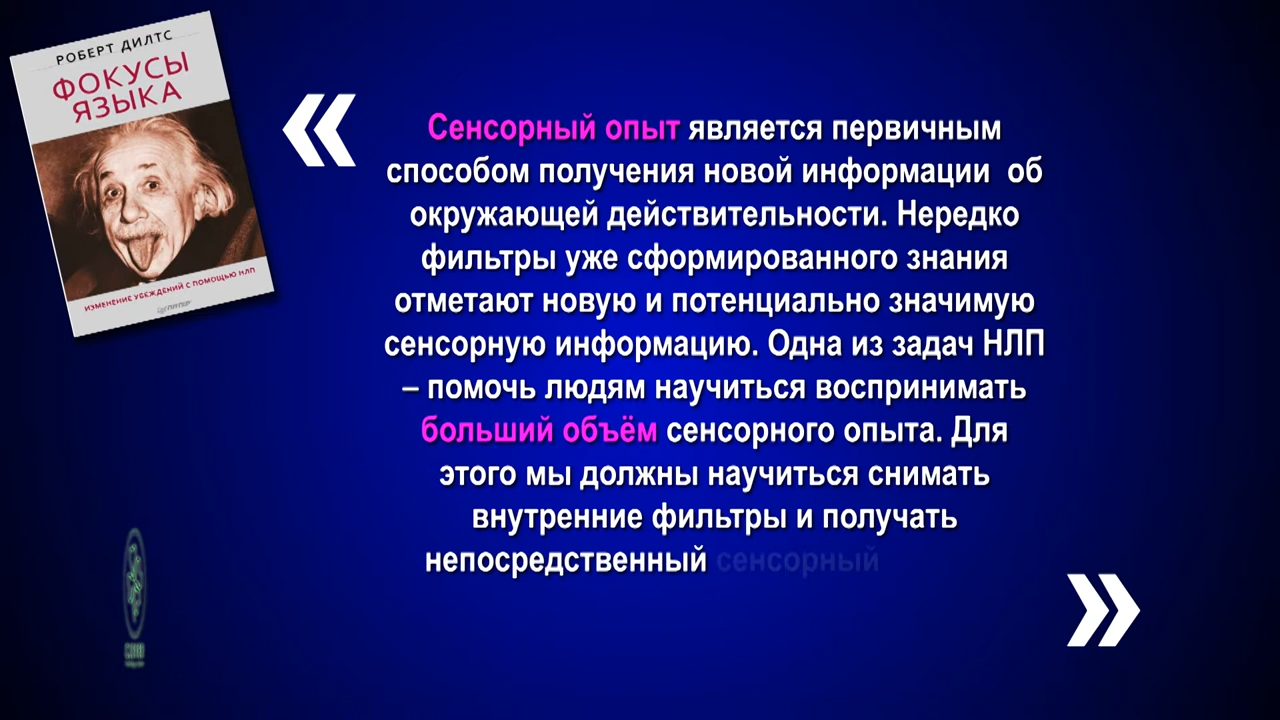 РОБЕРТ ДИЛТС
ФОКУСЫ
ЯЗЫКА
ИЗМЕНЕНИЕ УБЕЖДЕНИЙ С ПОМОЩЬЮ НЛП
ПИТЕР
«
Сенсорный опыт является первичным
способом получения новой информации об
окружающей действительности. Нередко
фильтры уже сформированного знания
отметают новую и потенциально значимую
сенсорную информацию. Одна из задач НЛП
– помочь людям научиться воспринимать
больший объём сенсорного опыта. Для
этого мы должны научиться снимать
внутренние фильтры и получать
непосредственный сенсорный
»